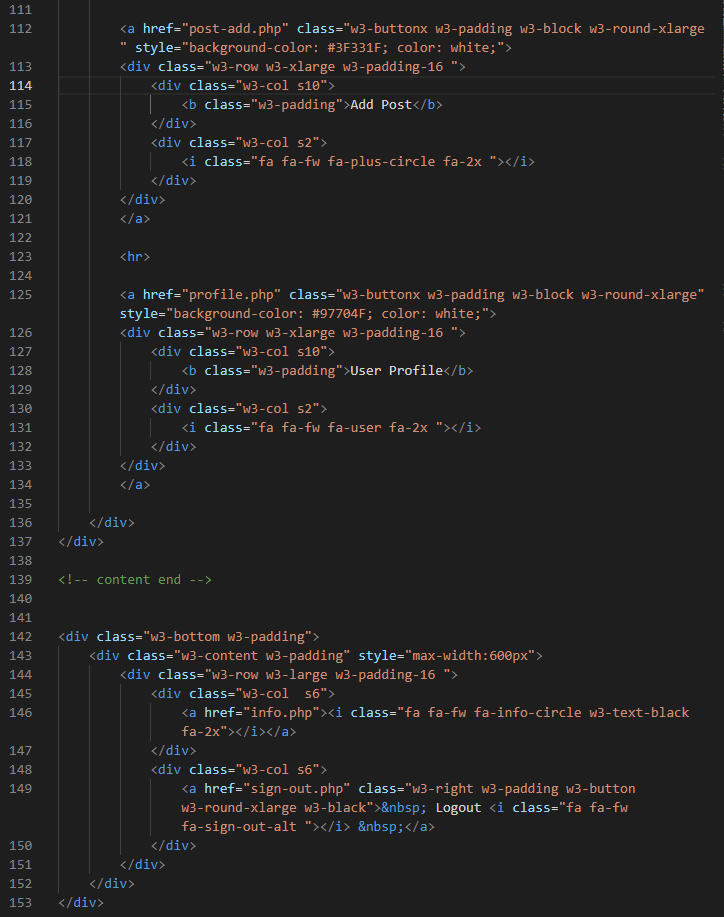 111
112 <a href="post-add.php" class="w3-buttonx w3-padding w3-block w3-round-xlarge
" style="background-color: #3F331F; color: white;">
113 <div class="w3-row w3-xlarge w3-padding-16 ">
114 <div class="w3-col s10">
115 <b class="w3-padding">Add Post</b>
116 </div>
117 <div class="w3-col s2">
118 <i class="fa fa-fw fa-plus-circle fa-2x "></i>
119 </div>
120 </div>
121 </a>
122
123 <hr>
124
125 <a href="profile.php" class="w3-buttonx w3-padding w3-block w3-round-xlarge"
style="background-color: #97704F; color: white;">
126 <div class="w3-row w3-xlarge w3-padding-16 ">
127 <div class="w3-col s10">
128 <b class="w3-padding">User Profile</b>
129 </div>
130 <div class="w3-col s2">
131 <i class="fa fa-fw fa-user fa-2x "></i>
132 </div>
133 </div>
134 </a>
135
136 </div>
137 </div>
138
139 <!-- content end -->
140
141
142 <div class="w3-bottom w3-padding">
143 <div class="w3-content w3-padding" style="max-width:600px">
144 <div class="w3-row w3-large w3-padding-16 ">
145 <div class="w3-col  s6">
146 <a href="info.php"><i class="fa fa-fw fa-info-circle w3-text-black
fa-2x"></i></a>
147 </div>
148 <div class="w3-col s6">
149 <a href="sign-out.php" class="w3-right w3-padding w3-button
w3-round-xlarge w3-black">&nbsp; Logout <i class="fa fa-fw
fa-sign-out-alt "></i> &nbsp;</a>
150 </div>
151 </div>
152 </div>
153 </div>